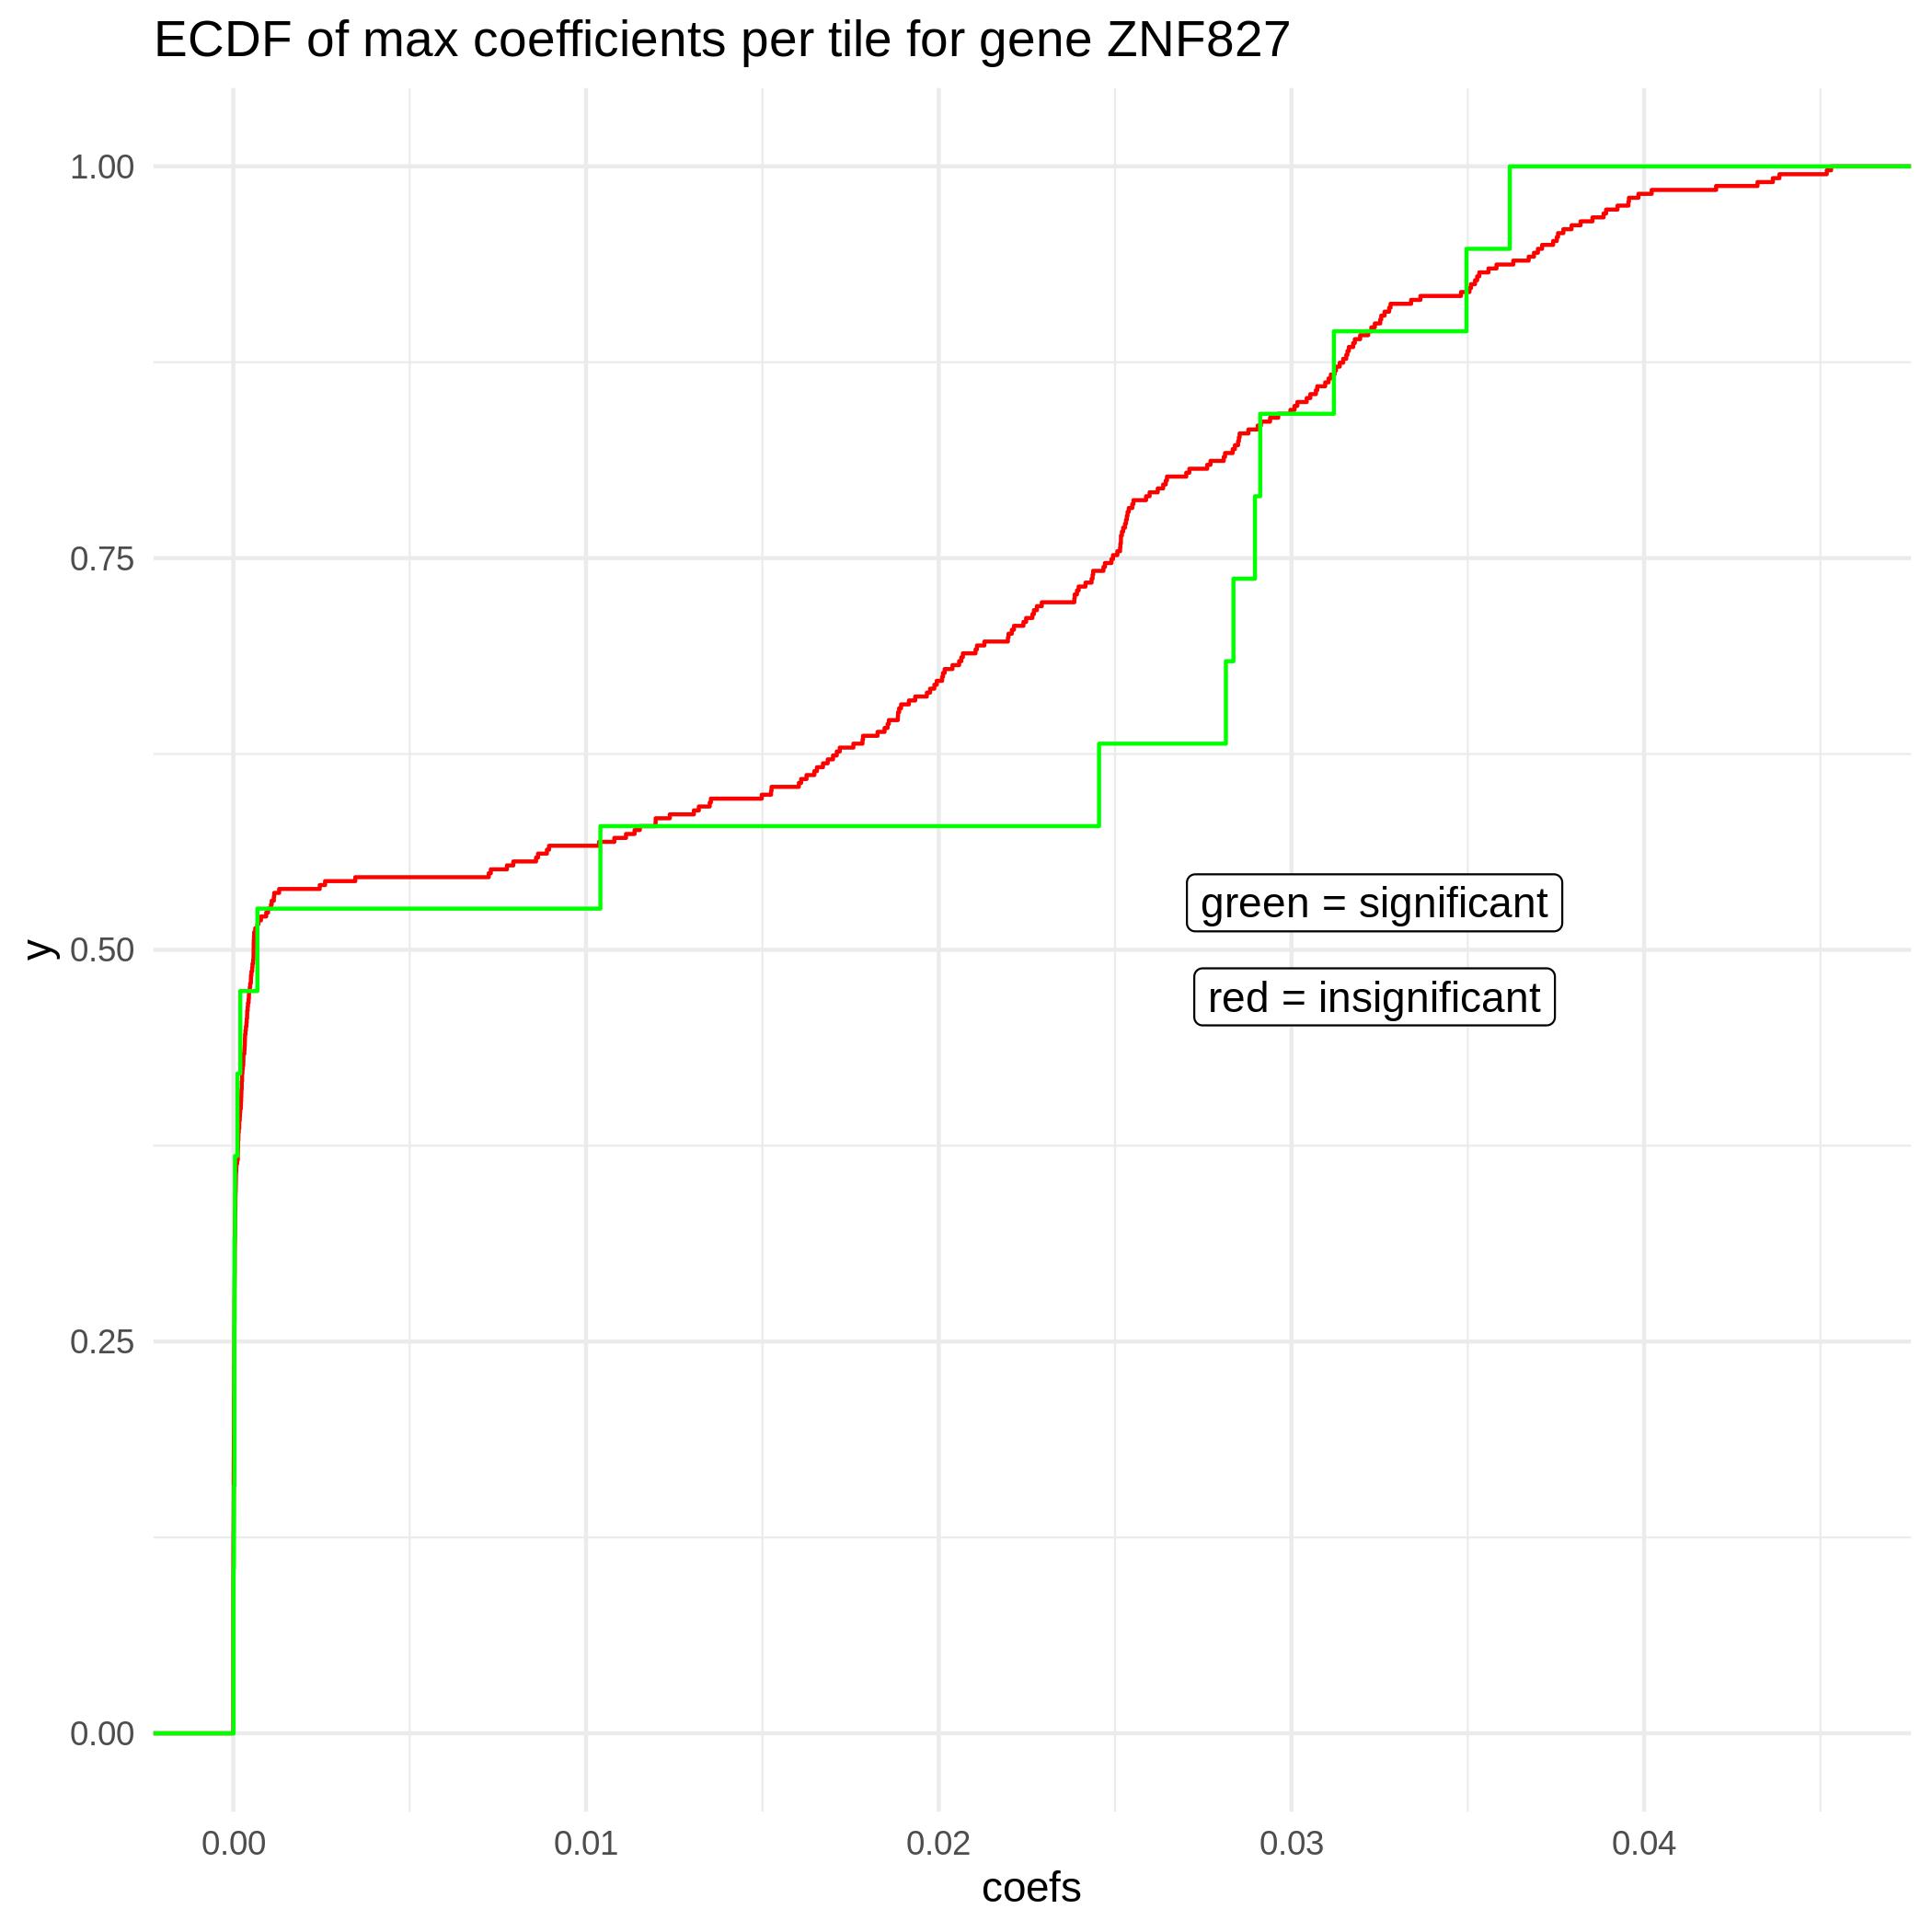 ECDF of max coefficients per tile for gene ZNF827
1.00
0.75
0.50
0.25
0.00
y
green = significant
red = insignificant
0.00 0.01 0.02 0.03 0.04
coefs